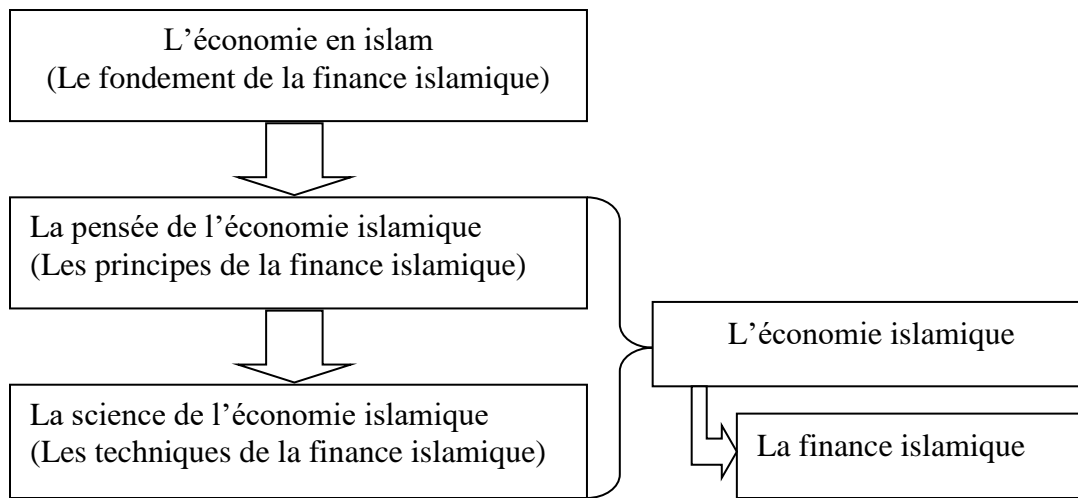 L’économie en islam
(Le fondement de la finance islamique)
La pensée de l’économie islamique
(Les principes de la finance islamique)
L’économie islamique
La science de l’économie islamique
(Les techniques de la finance islamique)
La finance islamique